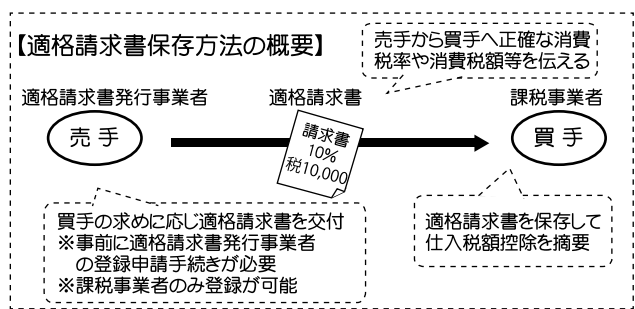 【適格請求書保存方法の概要】
売手から買手へ正確な消費
税率や消費税額等を伝える
適格請求書発行事業者
適格請求書
課税事業者
売手
請求書
10%
税10,000
買手
買手の求めに応じ適格請求書を交付
※事前に適格請求書発行事業者
の登録申請手続きが必要
※課税事業者のみ登録が可能
適格請求書を保存して
仕入税額控除を摘要